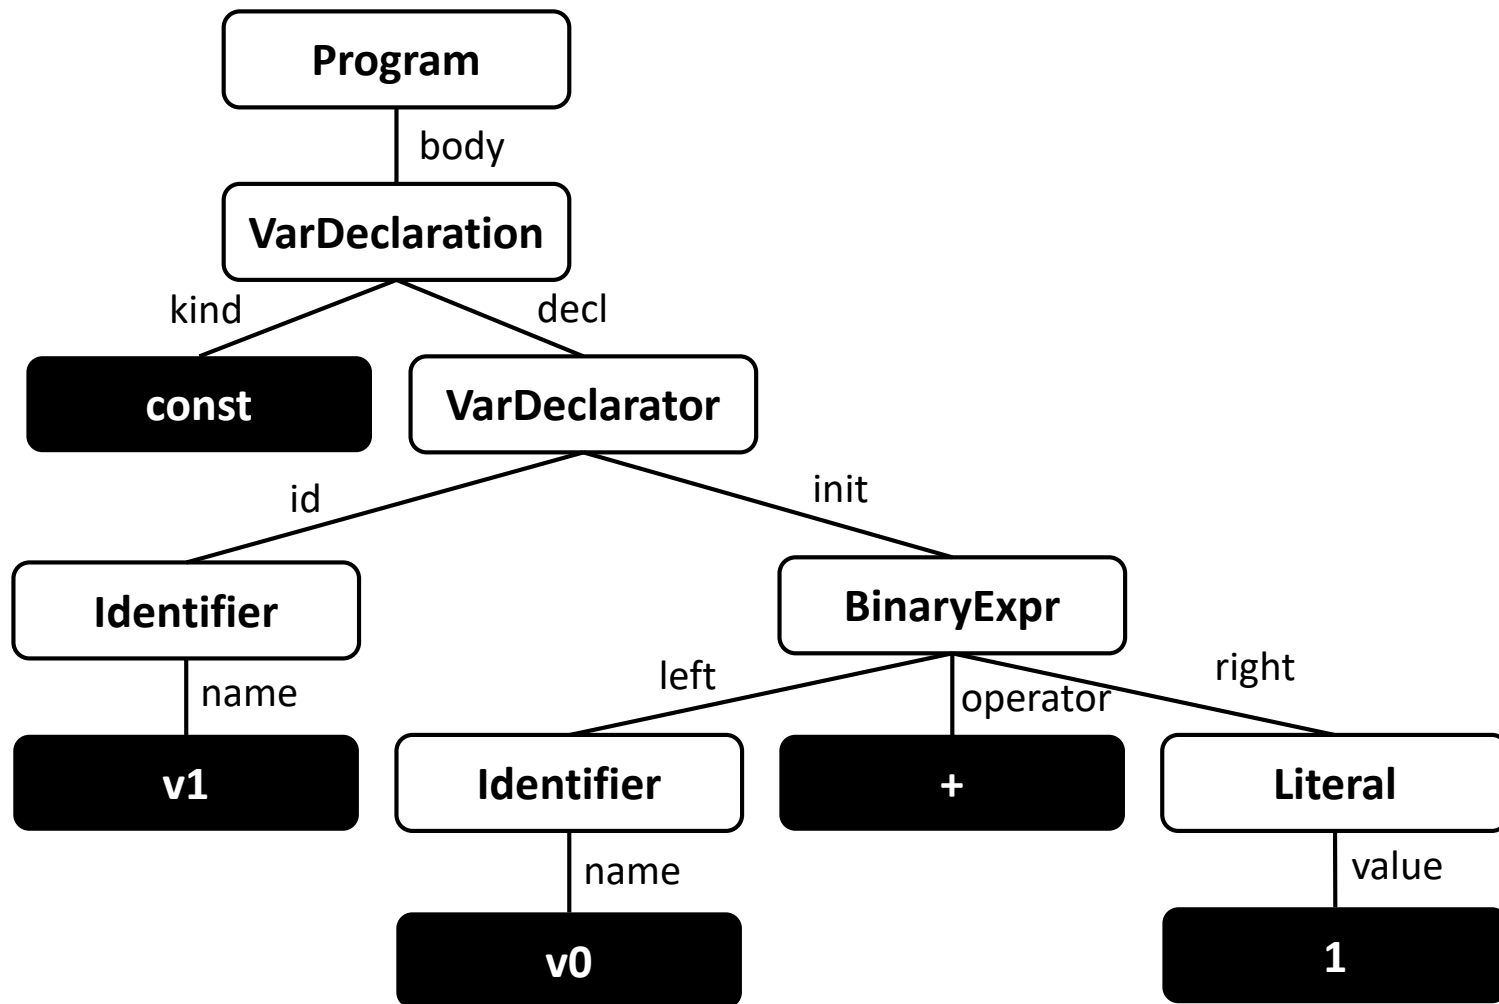 Program
body
VarDeclaration
kind
decl
const
VarDeclarator
id
init
Identifier
BinaryExpr
name
left
operator
right
v1
Identifier
+
Literal
name
value
v0
1